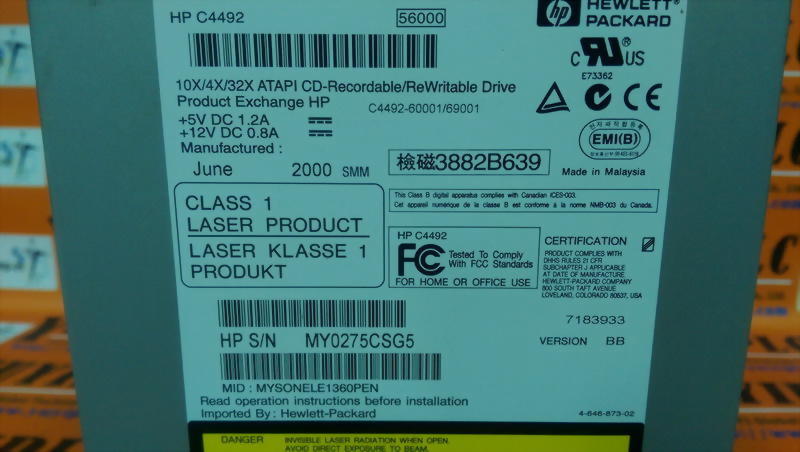 HP C4492
56000
hp HEWLETT®
PACKARD
C UR® US
E73362
10X/4X/32X ATAPI CD-Recordable/ReWritable Drive
Product Exchange HP C4492-60001/69001
+5V DC 1.2A
+12V DC 0.8A
Manufactured :
June 2000 SMM
檢磁3882B639
EMI(B)
Made in Malaysia
CLASS 1
LASER PRODUCT
LASER KLASSE 1
PRODUKT
This Class B digital apparatus complies with Canadian ICES-003.
Cet appareil numérique de la classe B est conforme à la norme NMB-003 du Canada.
HP C4492
FC Tested To Comply
With FCC Standards
FOR HOME OR OFFICE USE
CERTIFICATION
PRODUCT COMPLIES WITH
DHHS RULES 21 CFR
SUBCHAPTER J APPLICABLE
AT DATE OF MANUFACTURE
HEWLETT-PACKARD COMPANY
800 SOUTH TAFT AVENUE
LOVELAND, COLORADO 80537, USA
7183933
VERSION BB
HP S/N MY0275CSG5
MID : MYSONELE1360PEN
Read operation instructions before installation
Imported By : Hewlett-Packard
4-646-873-02
DANGER INVISIBLE LASER RADIATION WHEN OPEN.
AVOID DIRECT EXPOSURE TO BEAM.